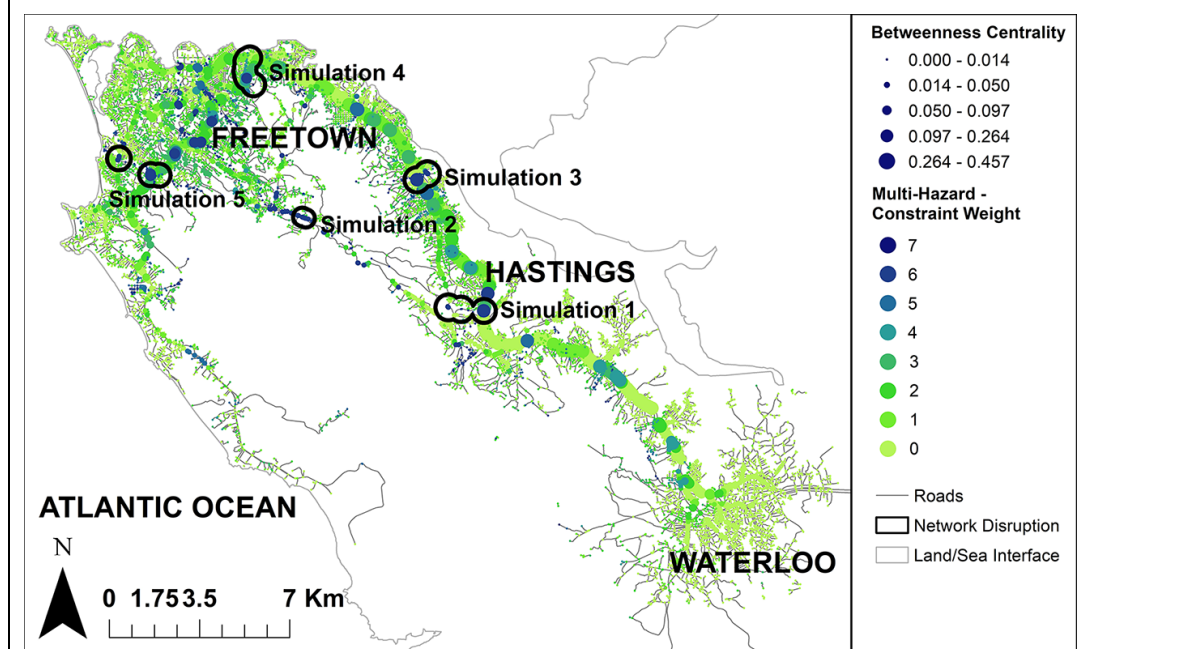 Simulation 4
FREETOWN
Simulation 3
Simulation 5
Simulation 2
HASTINGS
Simulation 1
ATLANTIC OCEAN
WATERLOO
N
0 1.75 3.5 7 Km
Betweenness Centrality
0.000 - 0.014
0.014 - 0.050
0.050 - 0.097
0.097 - 0.264
0.264 - 0.457
Multi-Hazard -
Constraint Weight
7
6
5
4
3
2
1
0
Roads
Network Disruption
Land/Sea Interface